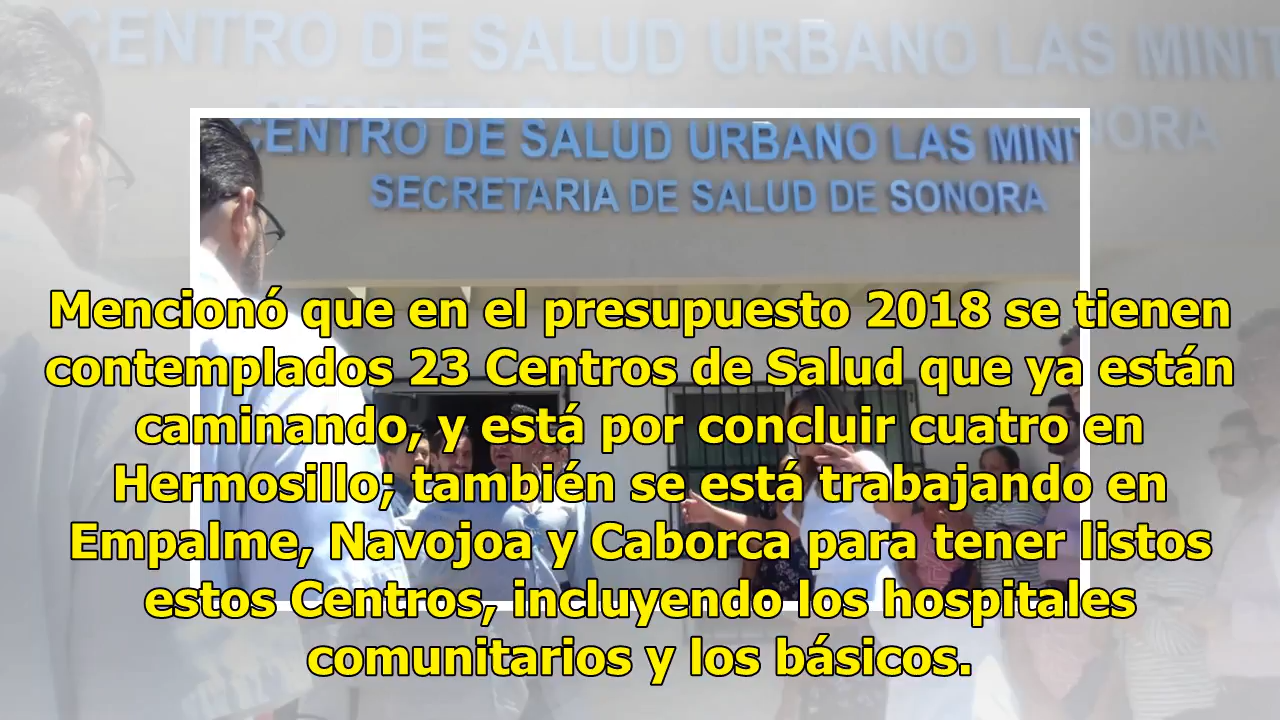 CENTRO DE SALUD URBANO LAS
SECRETARIA DE SALUD DE SONORA
Mencionó que en el presupuesto 2018 se tienen
contemplados 23 Centros de Salud que ya están
caminando, y está por concluir cuatro en
Hermosillo; también se está trabajando en
Empalme, Navojoa y Caborca para tener listos
estos Centros, incluyendo los hospitales
comunitarios y los básicos.